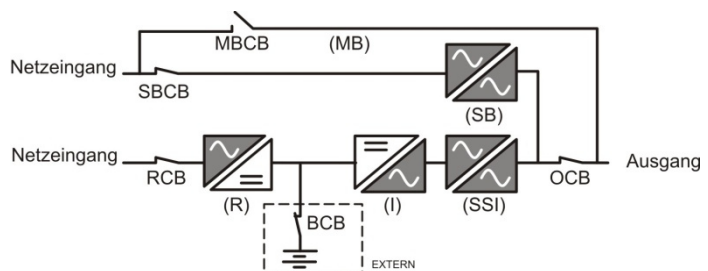 MBCB (MB)
Netzeingang
SBCB
(SB)
Netzeingang
Ausgang
RCB
OCB
(R)
(I)
(SSI)
BCB
EXTERN